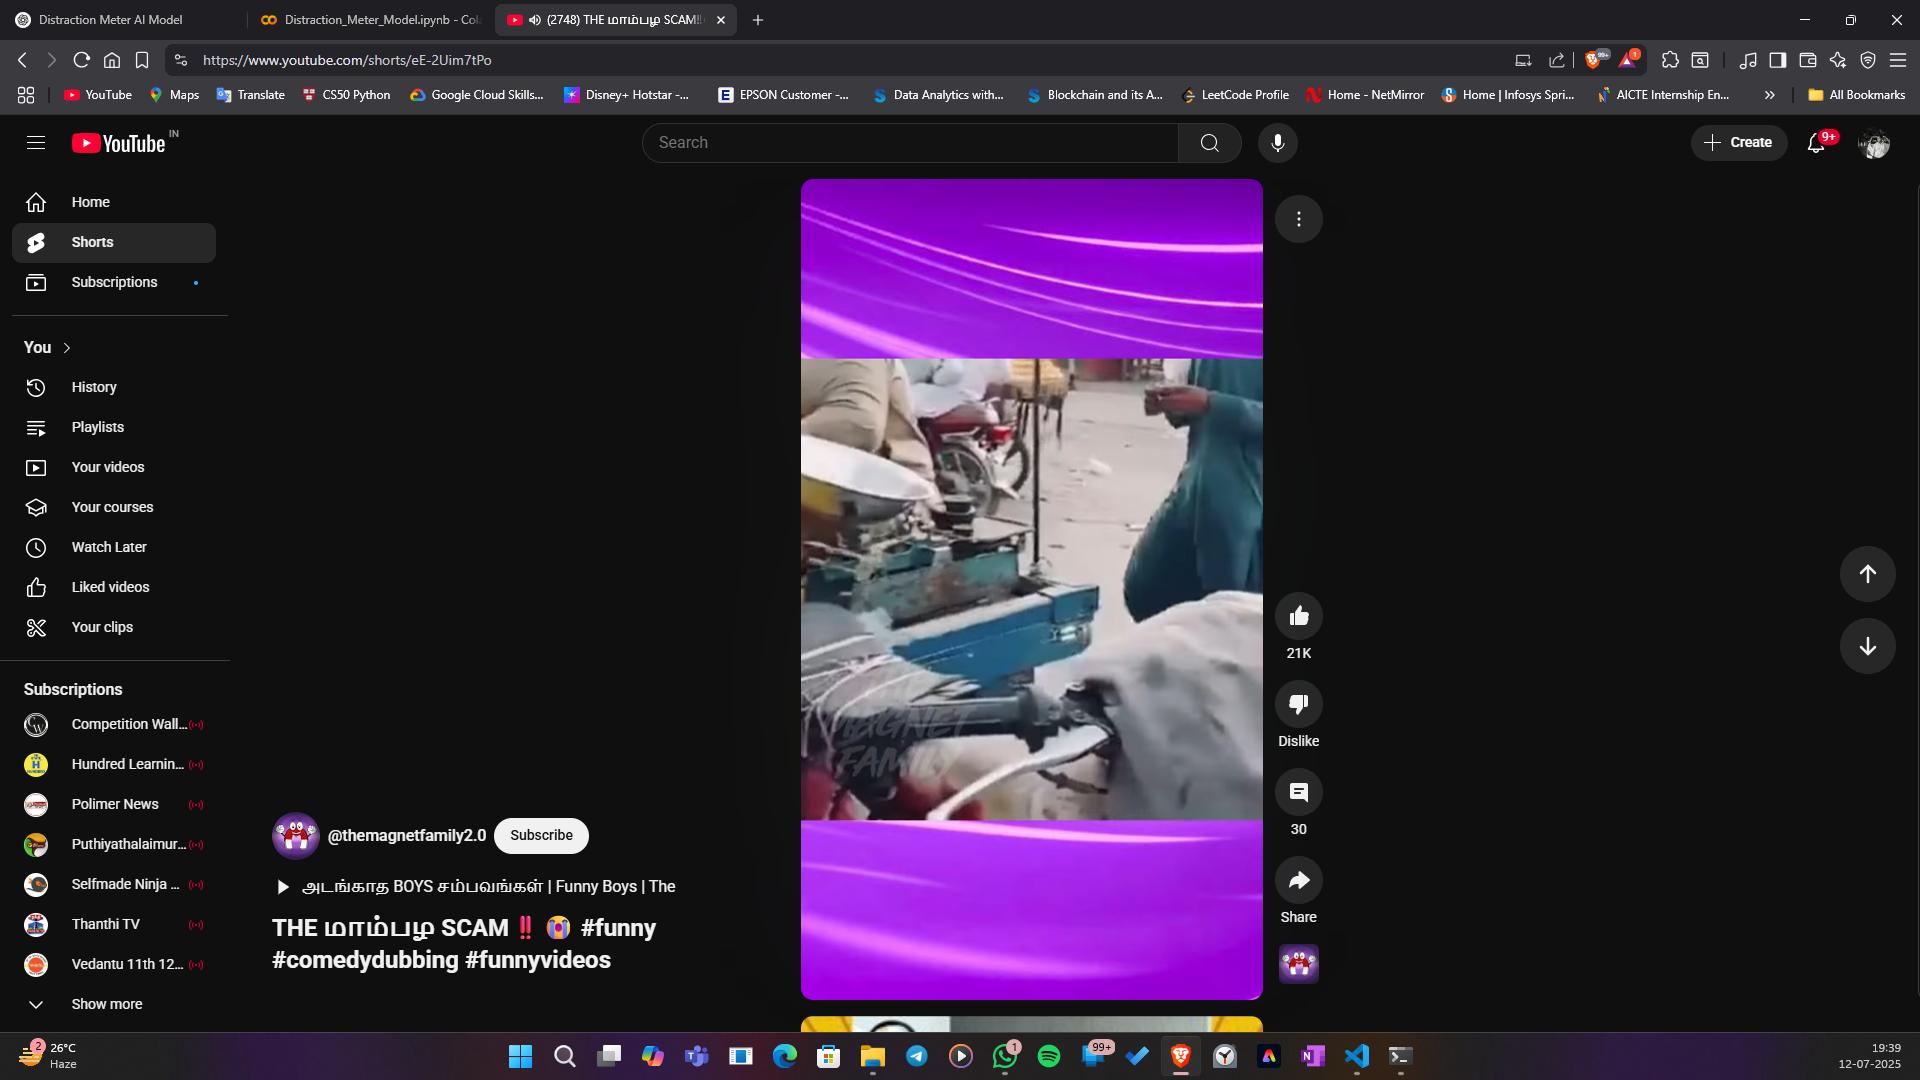 Distraction Meter AI Model
Distraction_Meter_Model.ipynb - Col
(2748) THE மாம்பழ SCAM‼
https://www.youtube.com/shorts/eE-2Uim7tPo
99+
1
YouTube
Maps
Translate
CS50 Python
Google Cloud Skills...
Disney+ Hotstar -...
EPSON Customer -...
Data Analytics with...
Blockchain and its A...
LeetCode Profile
Home - NetMirror
Home | Infosys Spri...
AICTE Internship En...
All Bookmarks
YouTube IN
Search
Create
9+
Home
Shorts
Subscriptions
You
History
Playlists
Your videos
Your courses
Watch Later
Liked videos
Your clips
Subscriptions
Competition Wall...
Hundred Learnin...
Polimer News
Puthiyathalaimur...
Selfmade Ninja ...
Thanthi TV
Vedantu 11th 12...
Show more
MAGNET
FAMILY
@themagnetfamily2.0
Subscribe
அடங்காத BOYS சம்பவங்கள் | Funny Boys | The
THE மாம்பழ SCAM ‼ 😭 #funny
#comedydubbing #funnyvideos
21K
Dislike
30
Share
2
26°C
Haze
1
99+
19:39
12-07-2025